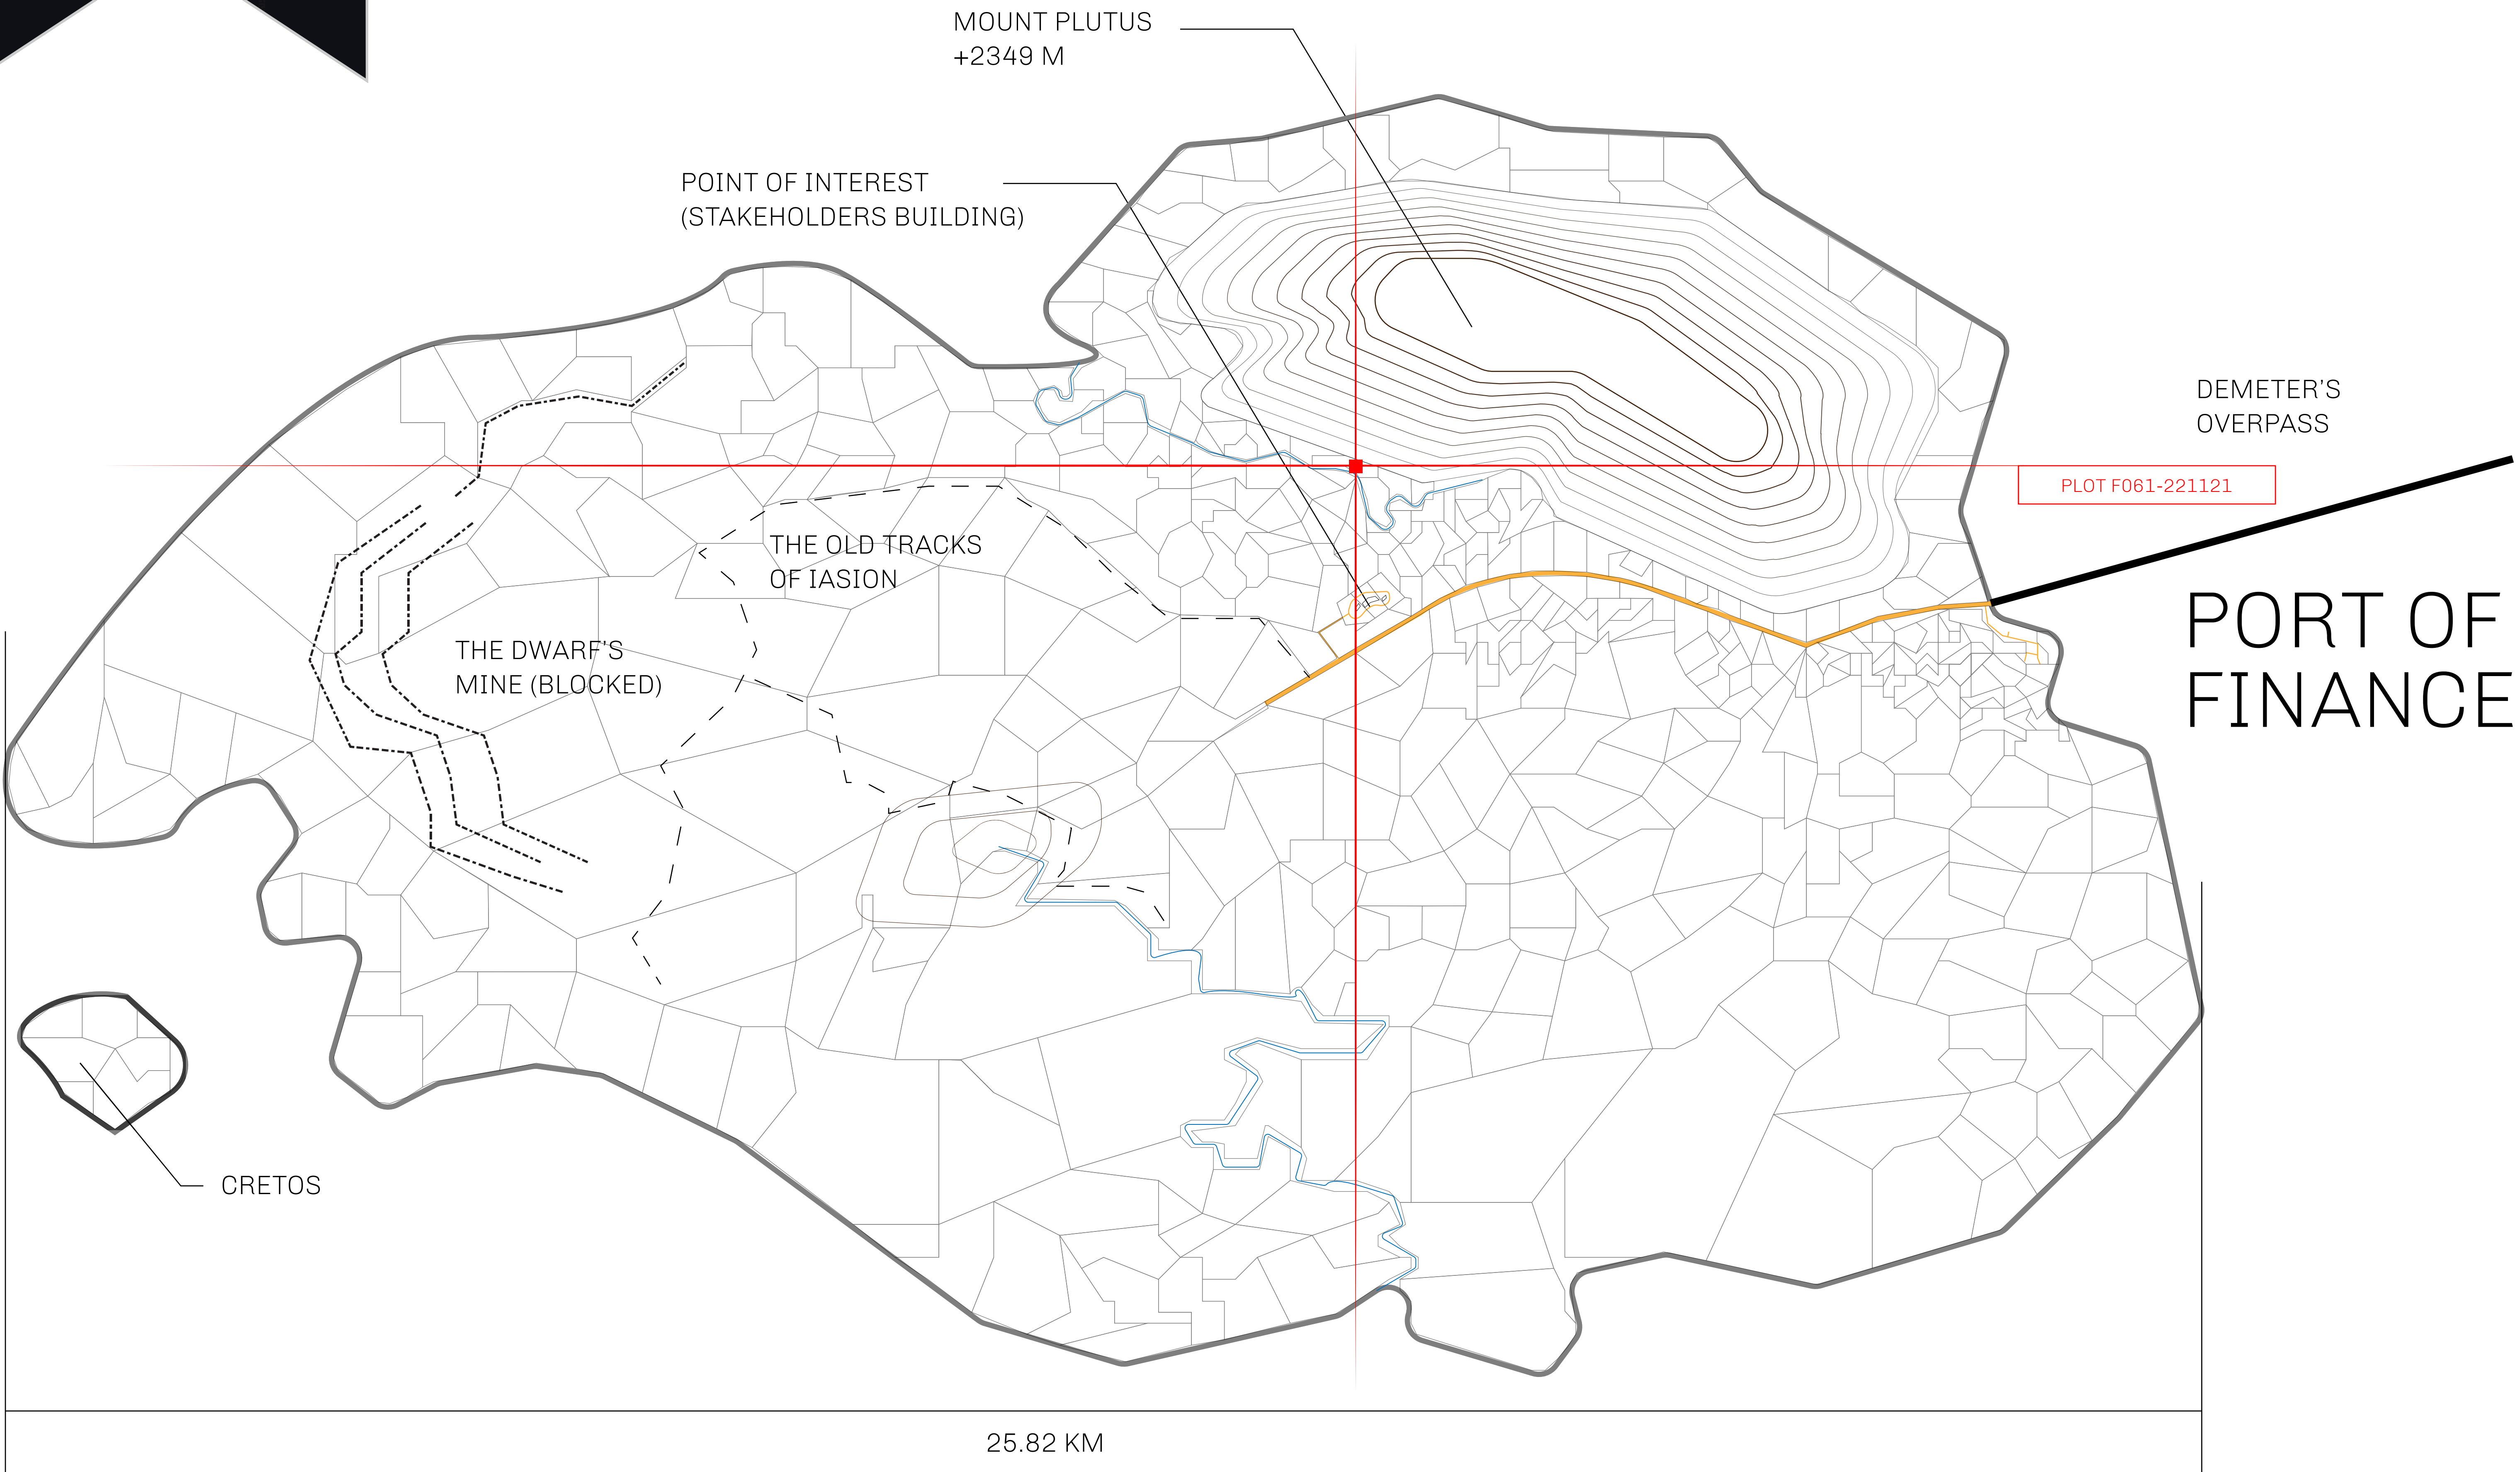 MOUNT PLUTUS
+2349 M
POINT OF INTEREST
(STAKEHOLDERS BUILDING)
DEMETER'S
OVERPASS
PLOT F061-221121
THE OLD TRACKS
OF IASION
PORT OF
FINANCE
THE DWARF'S
MINE (BLOCKED)
CRETOS
25.82 KM